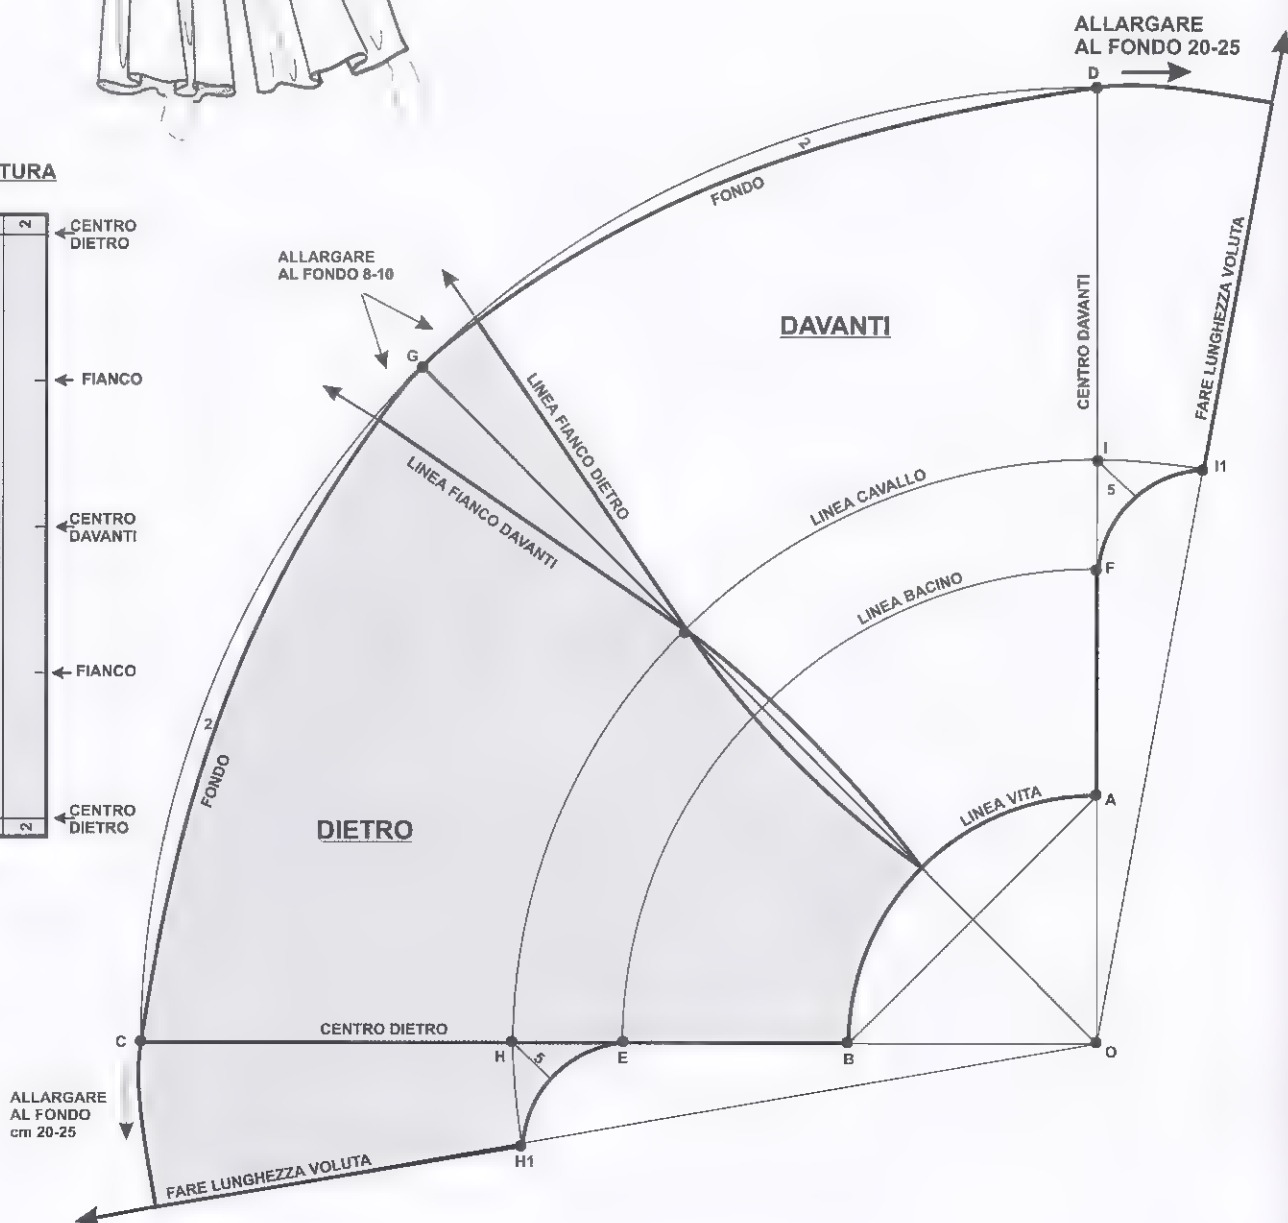 ALLARGARE
AL FONDO 20-25
D
TURA
2
CENTRO
DIETRO
FIANCO
CENTRO
DAVANTI
FIANCO
CENTRO
DIETRO
2
ALLARGARE
AL FONDO 8-10
G
2
FONDO
DAVANTI
CENTRO DAVANTI
FARE LUNGHEZZA VOLUTA
LINEA FIANCO DIETRO
LINEA FIANCO DAVANTI
I
I1
5
LINEA CAVALLO
LINEA BACINO
F
LINEA VITA
A
2
FONDO
DIETRO
C
CENTRO DIETRO
H
5
E
B
O
ALLARGARE
AL FONDO
cm 20-25
H1
FARE LUNGHEZZA VOLUTA